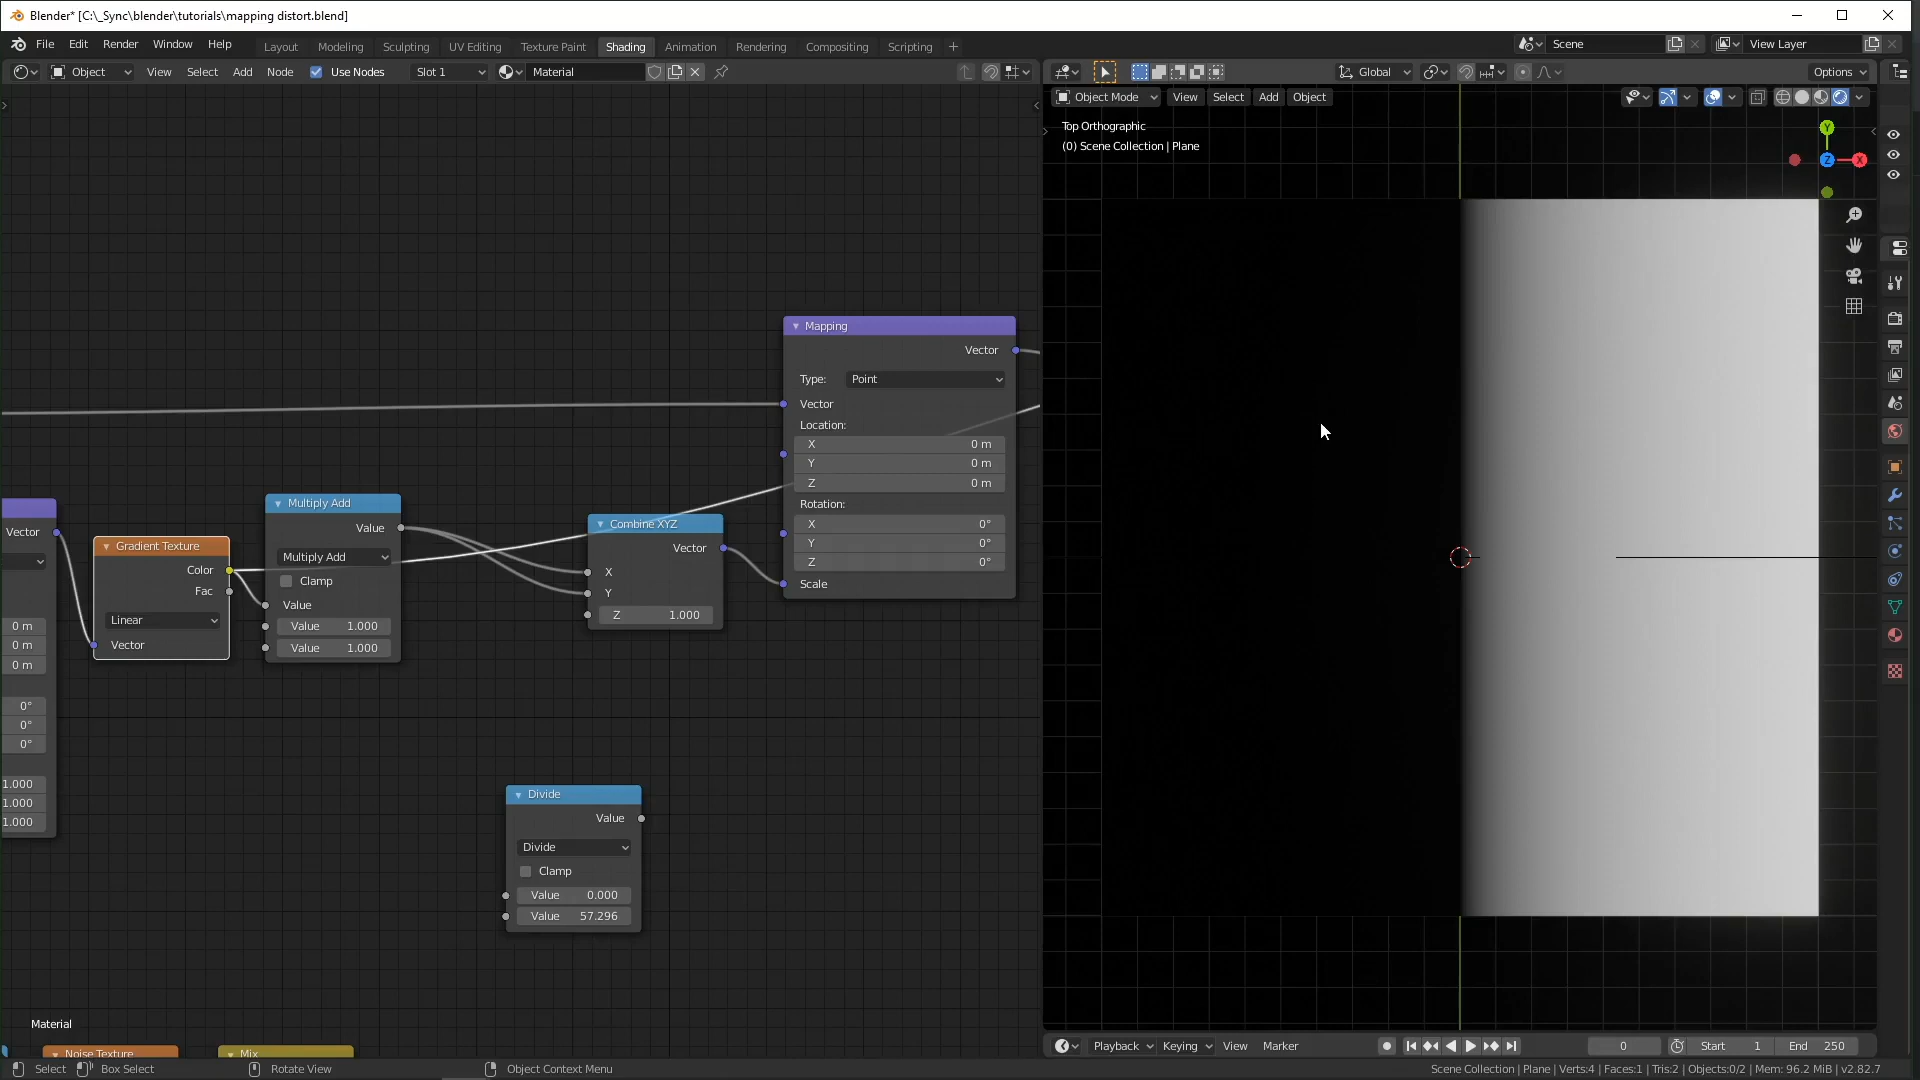 Blender* [C:\_Sync\blender\tutorials\mapping distort.blend]
File Edit Render Window Help
Layout Modeling Sculpting UV Editing Texture Paint Shading Animation Rendering Compositing Scripting +
Scene
View Layer
Object View Select Add Node Use Nodes Slot 1 Material
Global
Options
Object Mode View Select Add Object
Top Orthographic
(0) Scene Collection | Plane
Y
Z
X
Mapping
Vector
Type: Point
Vector
Location:
X 0 m
Y 0 m
Z 0 m
Rotation:
X 0°
Y 0°
Z 0°
Scale
Vector
0 m
0 m
0 m
0°
0°
0°
1.000
1.000
1.000
Gradient Texture
Color
Fac
Linear
Vector
Multiply Add
Value
Multiply Add
Clamp
Value
Value 1.000
Value 1.000
Combine XYZ
Vector
X
Y
Z 1.000
Divide
Value
Divide
Clamp
Value 0.000
Value 57.296
Material
Noise Texture
Mix
Playback Keying View Marker
0
Start 1
End 250
Select
Box Select
Rotate View
Object Context Menu
Scene Collection | Plane | Verts:4 | Faces:1 | Tris:2 | Objects:0/2 | Mem: 96.2 MiB | v2.82.7